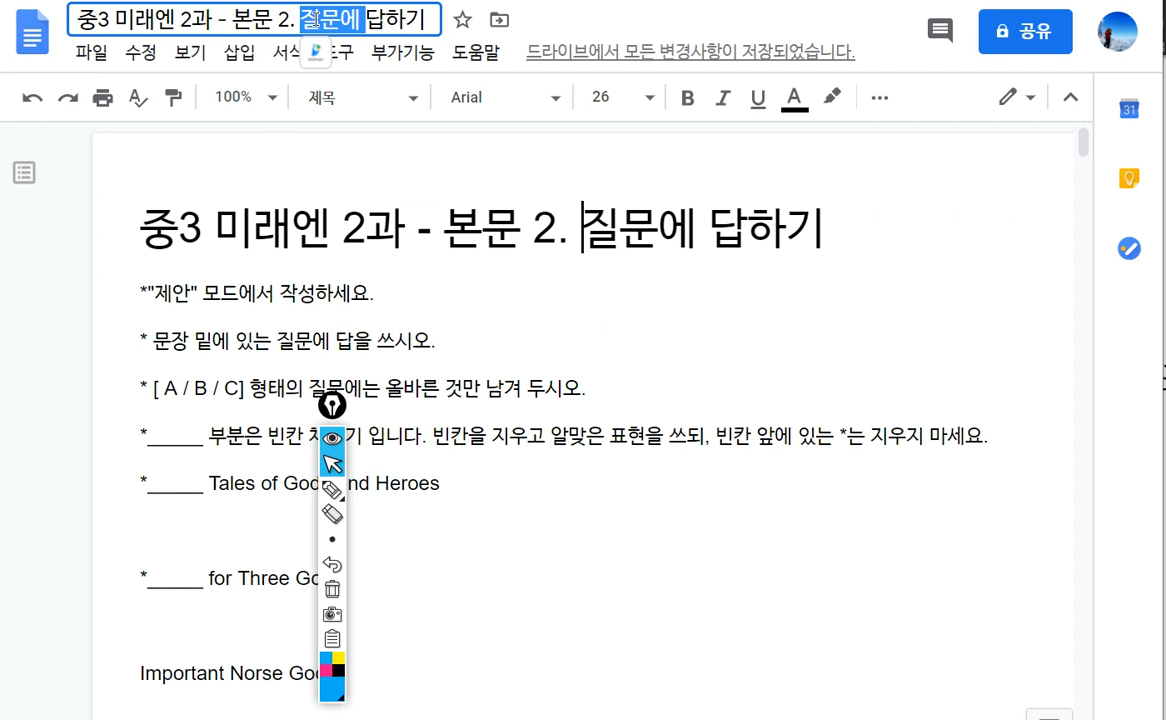 중3 미래엔 2과 - 본문 2. 질문에 답하기
파일 수정 보기 삽입 서식 도구 부가기능 도움말 드라이브에서 모든 변경사항이 저장되었습니다.
공유
100% 제목 Arial 26 B I U A
31
중3 미래엔 2과 - 본문 2. 질문에 답하기
*"제안" 모드에서 작성하세요.
* 문장 밑에 있는 질문에 답을 쓰시오.
* [ A / B / C] 형태의 질문에는 올바른 것만 남겨 두시오.
*_____ 부분은 빈칸 입니다. 빈칸을 지우고 알맞은 표현을 쓰되, 빈칸 앞에 있는 *는 지우지 마세요.
*_____ Tales of and Heroes
*_____ for Three
Important Norse